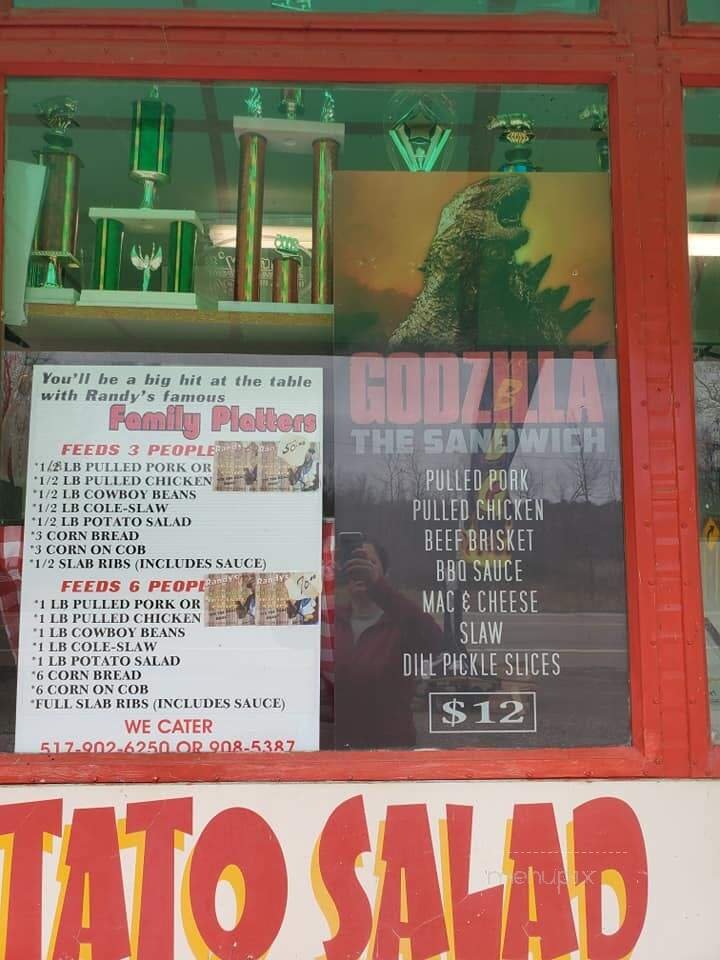 You'll be a big hit at the table
with Randy's famous
Family Platters
FEEDS 3 PEOPLE
*1/2 LB PULLED PORK OR
*1/2 LB PULLED CHICKEN
*1/2 LB COWBOY BEANS
*1/2 LB COLE-SLAW
*1/2 LB POTATO SALAD
*3 CORN BREAD
*3 CORN ON COB
*1/2 SLAB RIBS (INCLUDES SAUCE)
FEEDS 6 PEOPL
*1 LB PULLED PORK OR
*1 LB PULLED CHICKEN
*1 LB COWBOY BEANS
*1 LB COLE-SLAW
*1 LB POTATO SALAD
*6 CORN BREAD
*6 CORN ON COB
*FULL SLAB RIBS (INCLUDES SAUCE)
WE CATER
517-902-6250 OR 908-5387
GODZILLA
THE SANDWICH
PULLED PORK
PULLED CHICKEN
BEEF BRISKET
BBQ SAUCE
MAC & CHEESE
SLAW
DILL PICKLE SLICES
$12
TATO SALAD
menupix